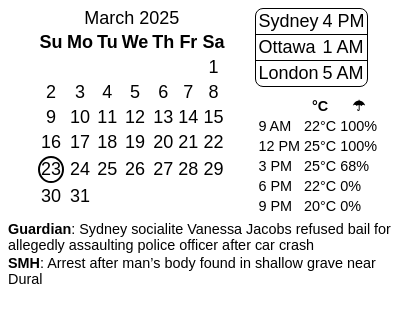 March 2025
Su Mo Tu We Th Fr Sa
1
2 3 4 5 6 7 8
9 10 11 12 13 14 15
16 17 18 19 20 21 22
23 24 25 26 27 28 29
30 31
Sydney 4 PM
Ottawa 1 AM
London 5 AM
°C ☂
9 AM 22°C 100%
12 PM 25°C 100%
3 PM 25°C 68%
6 PM 22°C 0%
9 PM 20°C 0%
Guardian: Sydney socialite Vanessa Jacobs refused bail for
allegedly assaulting police officer after car crash
SMH: Arrest after man’s body found in shallow grave near
Dural